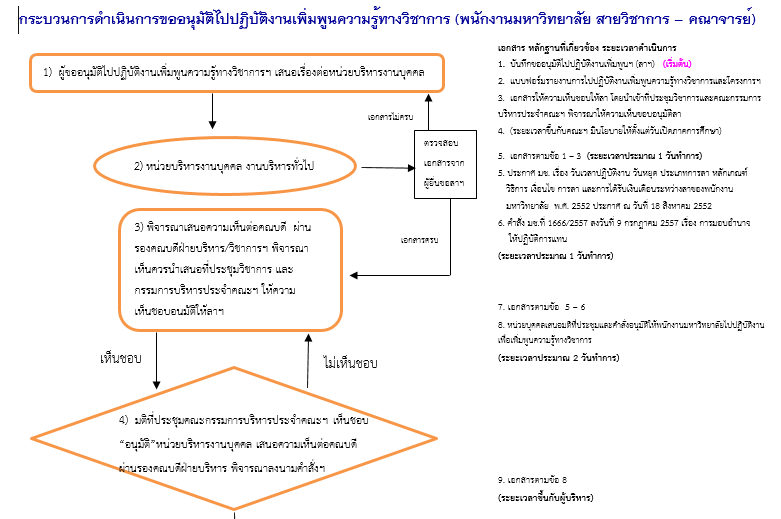 กระบวนการดำเนินการขออนุมัติไปปฏิบัติงานเพิ่มพูนความรู้ทางวิชาการ (พนักงานมหาวิทยาลัย สายวิชาการ – คณาจารย์)
1) ผู้ขออนุมัติไปปฏิบัติงานเพิ่มพูนความรู้ทางวิชาการฯ เสนอเรื่องต่อหน่วยบริหารงานบุคคล
เอกสารไม่ครบ
2) หน่วยบริหารงานบุคคล งานบริหารทั่วไป
ตรวจสอบ
เอกสารจาก
ผู้ยื่นขอลาฯ
3) พิจารณาเสนอความเห็นต่อคณบดี ผ่าน
รองคณบดีฝ่ายบริหาร/วิชาการฯ พิจารณา
เห็นควรนำเสนอที่ประชุมวิชาการ และ
กรรมการบริหารประจำคณะฯ ให้ความ
เห็นชอบอนุมัติให้ลาฯ
เอกสารครบ
เห็นชอบ
ไม่เห็นชอบ
4) มติที่ประชุมคณะกรรมการบริหารประจำคณะฯ เห็นชอบ
“อนุมัติ”หน่วยบริหารงานบุคคล เสนอความเห็นต่อคณบดี
ผ่านรองคณบดีฝ่ายบริหาร พิจารณาลงนามคำสั่งฯ
เอกสาร หลักฐานที่เกี่ยวข้อง ระยะเวลาดำเนินการ
1. บันทึกขออนุมัติไปปฏิบัติงานเพิ่มพูนฯ (ลาฯ) (เริ่มต้น)
2. แบบฟอร์มรายงานการไปปฏิบัติงานเพิ่มพูนความรู้ทางวิชาการและโครงการฯ
3. เอกสารให้ความเห็นชอบให้ลา โดยนำเข้าที่ประชุมวิชาการและคณะกรรมการ
บริหารประจำคณะฯ พิจารณาให้ความเห็นชอบอนุมัติลา
4. (ระยะเวลาขึ้นกับคณะฯ มีนโยบายให้ตั้งแต่วันเปิดภาคการศึกษา)
5. เอกสารตามข้อ 1 – 3 (ระยะเวลาประมาณ 1 วันทำการ)
5. ประกาศ มช. เรื่อง วันเวลาปฏิบัติงาน วันหยุด ประเภทการลา หลักเกณฑ์
วิธีการ เงื่อนไข การลา และการได้รับเงินเดือนระหว่างลาของพนักงาน
มหาวิทยาลัย พ.ศ. 2552 ประกาศ ณ วันที่ 18 สิงหาคม 2552
6. คำสั่ง มช.ที่ 1666/2557 ลงวันที่ 9 กรกฎาคม 2557 เรื่อง การมอบอำนาจ
ให้ปฏิบัติการแทน
(ระยะเวลาประมาณ 1 วันทำการ)
7. เอกสารตามข้อ 5 – 6
8. หน่วยบุคคลเสนอมติที่ประชุมและคำสั่งอนุมัติให้พนักงานมหาวิทยาลัยไปปฏิบัติงาน
เพื่อเพิ่มพูนความรู้ทางวิชาการ
(ระยะเวลาประมาณ 2 วันทำการ)
9. เอกสารตามข้อ 8
(ระยะเวลาขึ้นกับผู้บริหาร)